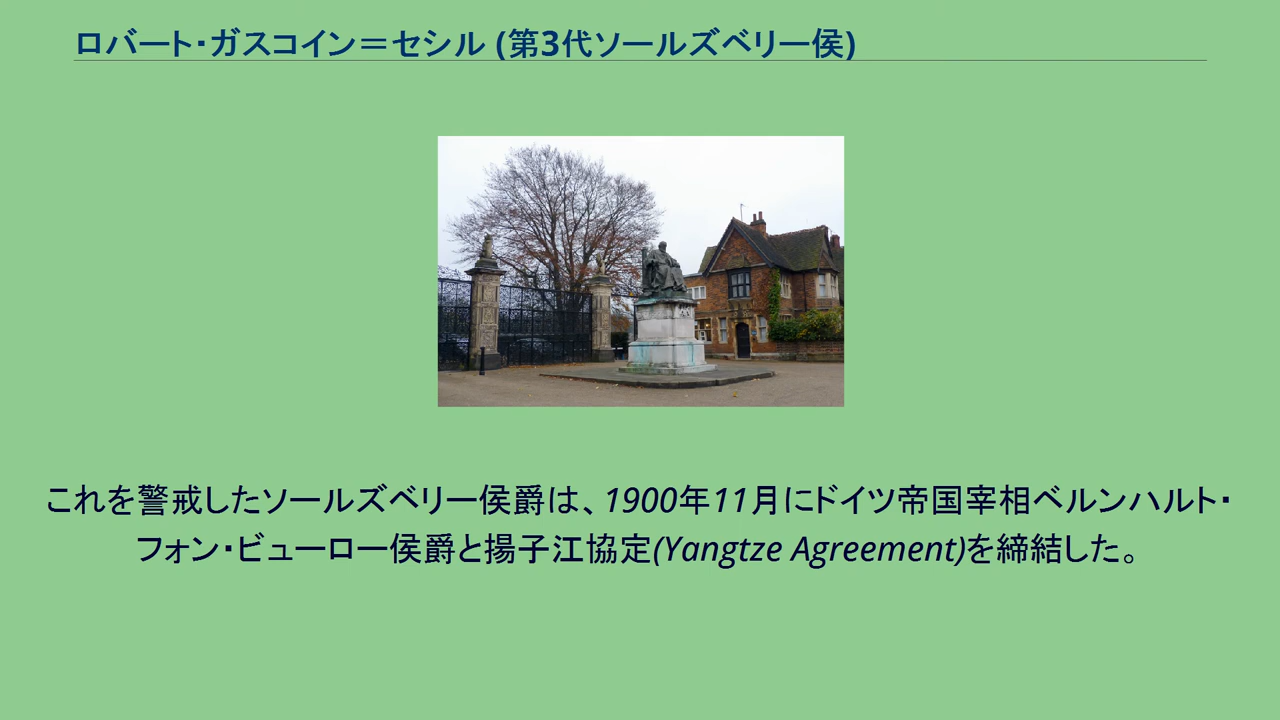 ロバート・ガスコイン＝セシル (第3代ソールズベリー侯)
これを警戒したソールズベリー侯爵は、1900年11月にドイツ帝国宰相ベルンハルト・
フォン・ビューロー侯爵と揚子江協定(Yangtze Agreement)を締結した。